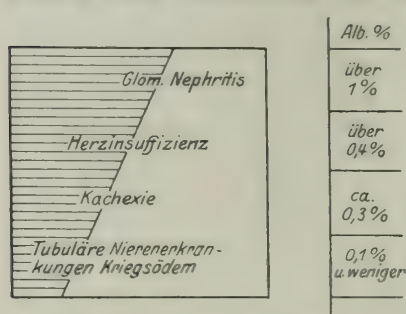 Alb. %
Glom. Nephritis
über
1%
Herzinsuffizienz
über
0,4%
Kachexie
ca.
0,3%
Tubuläre Nierenerkran-
kungen Kriegsödem
0,1%
u. weniger